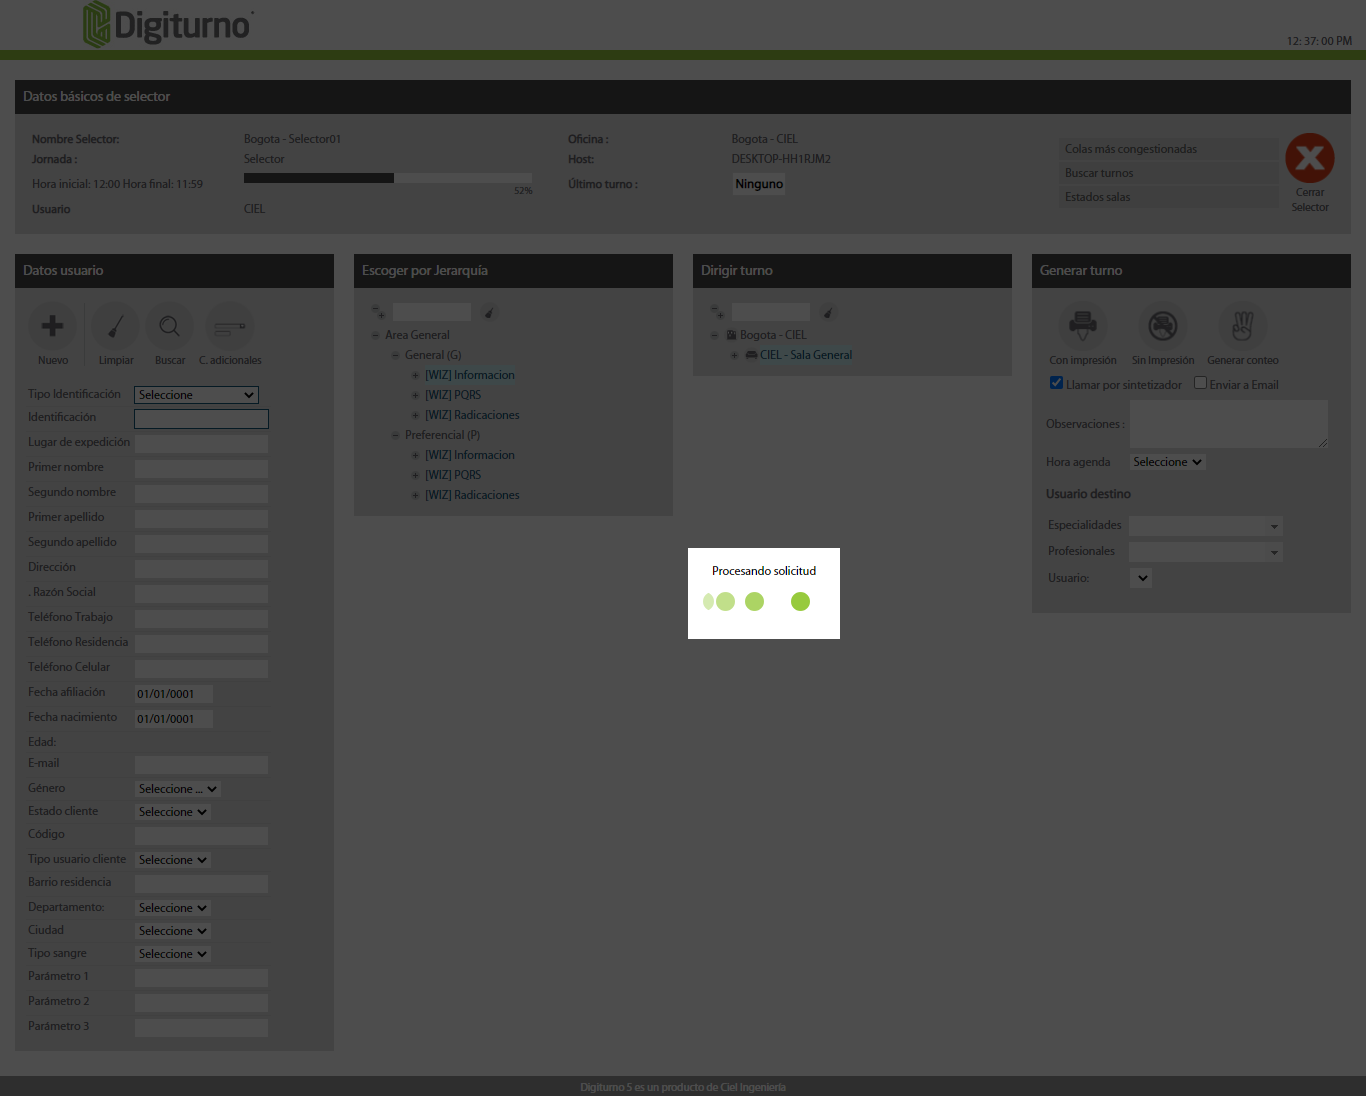 Digiturno
12: 37: 00 PM
Datos básicos de selector
Nombre Selector: Bogota - Selector01 Oficina : Bogota - CIEL
Jornada : Selector Host: DESKTOP-HH1RJM2
Hora inicial: 12:00 Hora final: 11:59 52% Último turno : Ninguno
Usuario CIEL
Colas más congestionadas
Buscar turnos
Estados salas
Cerrar
Selector
Datos usuario
Nuevo Limpiar Buscar C. adicionales
Tipo Identificación Seleccione
Identificación
Lugar de expedición
Primer nombre
Segundo nombre
Primer apellido
Segundo apellido
Dirección
. Razón Social
Teléfono Trabajo
Teléfono Residencia
Teléfono Celular
Fecha afiliación 01/01/0001
Fecha nacimiento 01/01/0001
Edad:
E-mail
Género Seleccione ...
Estado cliente Seleccione
Código
Tipo usuario cliente Seleccione
Barrio residencia
Departamento: Seleccione
Ciudad Seleccione
Tipo sangre Seleccione
Parámetro 1
Parámetro 2
Parámetro 3
Escoger por Jerarquía
Area General
General (G)
[WIZ] Informacion
[WIZ] PQRS
[WIZ] Radicaciones
Preferencial (P)
[WIZ] Informacion
[WIZ] PQRS
[WIZ] Radicaciones
Dirigir turno
Bogota - CIEL
CIEL - Sala General
Generar turno
Con impresión Sin Impresión Generar conteo
Llamar por sintetizador Enviar a Email
Observaciones :
Hora agenda Seleccione
Usuario destino
Especialidades
Profesionales
Usuario:
Procesando solicitud
Digiturno 5 es un producto de Ciel Ingeniería